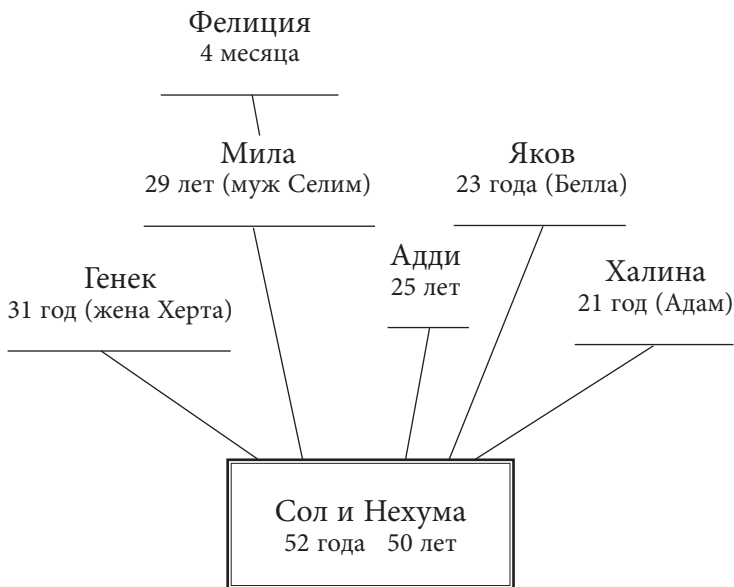 Фелиция
4 месяца
Мила
29 лет (муж Селим)
Яков
23 года (Белла)
Адди
25 лет
Генек
31 год (жена Херта)
Халина
21 год (Адам)
Сол и Нехума
52 года 50 лет